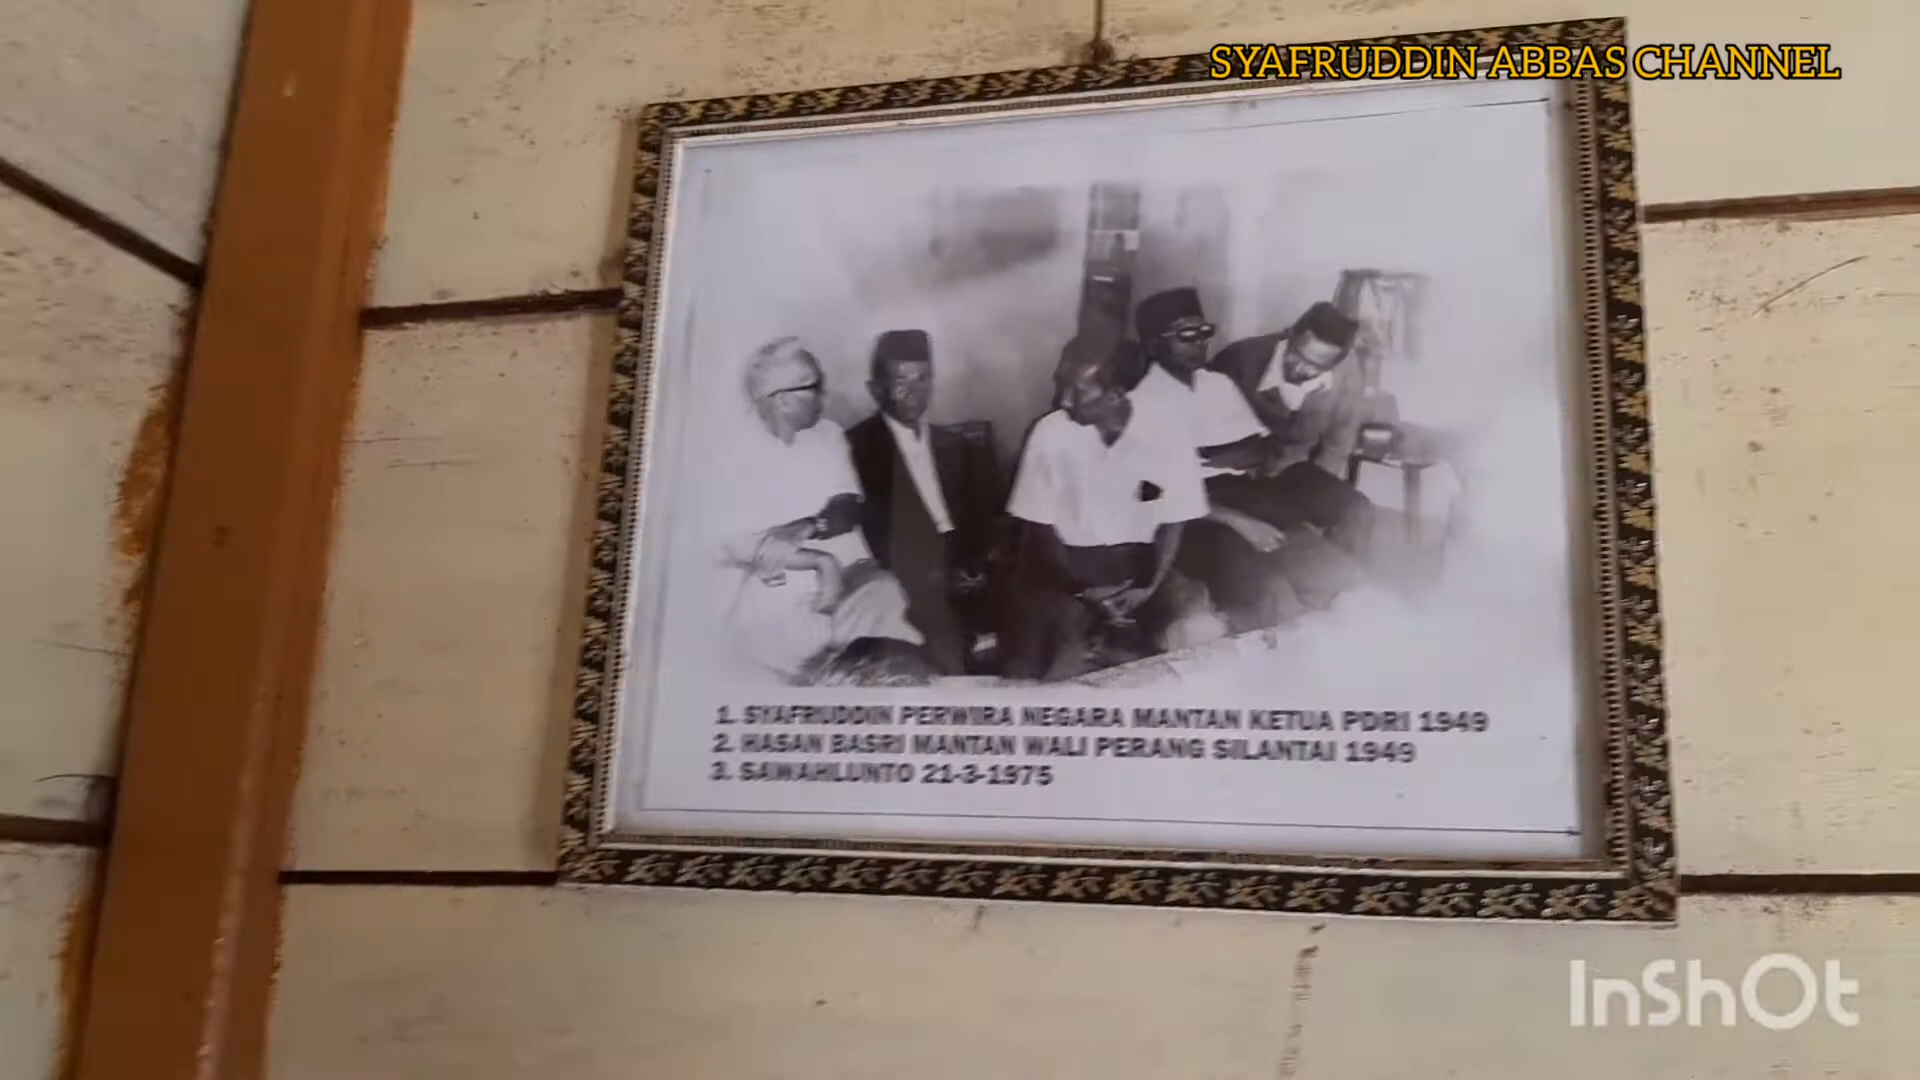 SYAFRUDDIN ABBAS CHANNEL
1. SYAFRUDDIN PERWIRA NEGARA MANTAN KETUA PDRI 1949
2. HASAN BASRI MANTAN WALI PERANG SILANTAI 1949
3. SAWAHLUNTO 21-3-1975
InShOt